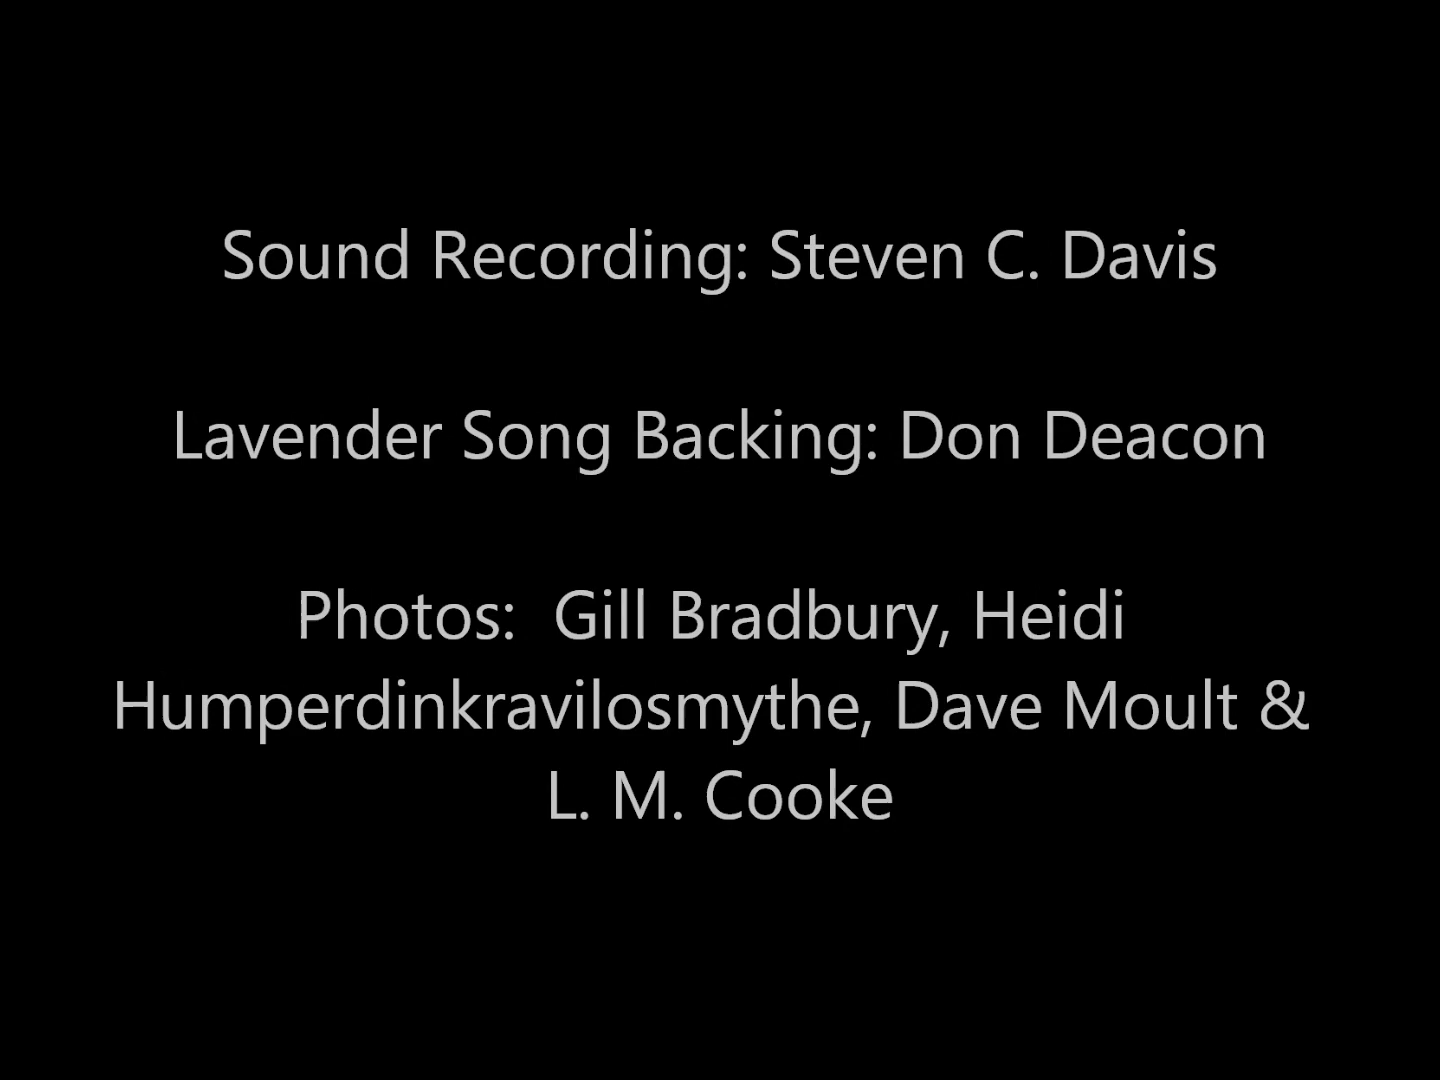 Sound Recording: Steven C. Davis
Lavender Song Backing: Don Deacon
Photos:  Gill Bradbury, Heidi
Humperdinkravilosmythe, Dave Moult &
L. M. Cooke